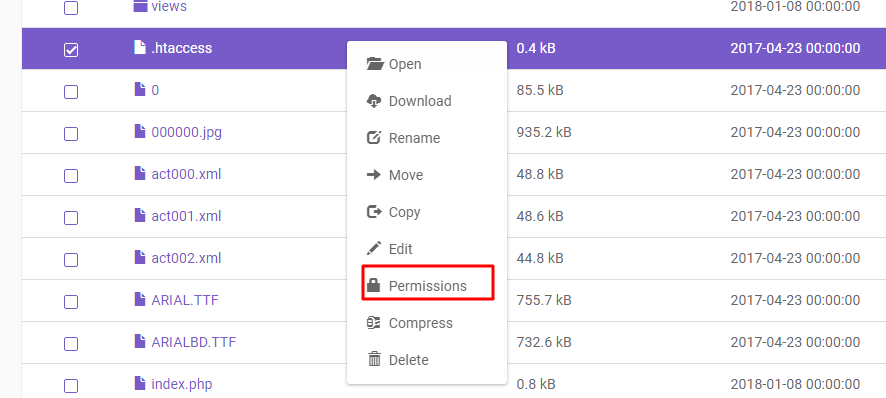 views 2018-01-08 00:00:00
.htaccess 0.4 kB 2017-04-23 00:00:00
Open
0 85.5 kB 2017-04-23 00:00:00
Download
000000.jpg 935.2 kB 2017-04-23 00:00:00
Rename
act000.xml 48.8 kB 2017-04-23 00:00:00
Move
act001.xml 48.6 kB 2017-04-23 00:00:00
Copy
act002.xml 44.8 kB 2017-04-23 00:00:00
Edit
ARIAL.TTF 755.7 kB 2017-04-23 00:00:00
Permissions
ARIALBD.TTF 732.6 kB 2017-04-23 00:00:00
Compress
index.php 0.8 kB 2018-01-08 00:00:00
Delete